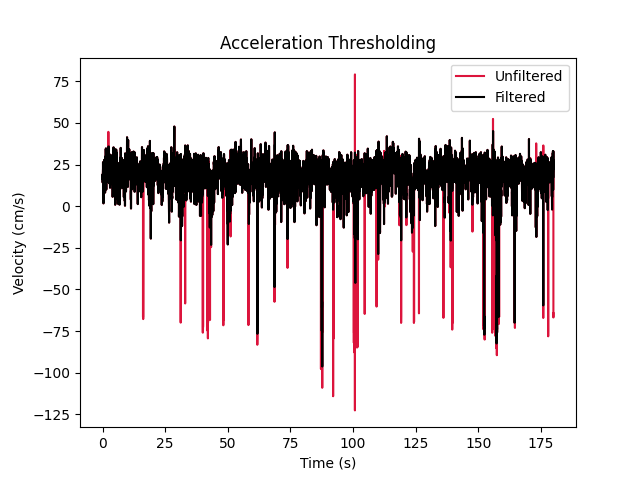 Acceleration Thresholding
Unfiltered
Filtered
Velocity (cm/s)
75
50
25
0
−25
−50
−75
−100
−125
0 25 50 75 100 125 150 175
Time (s)